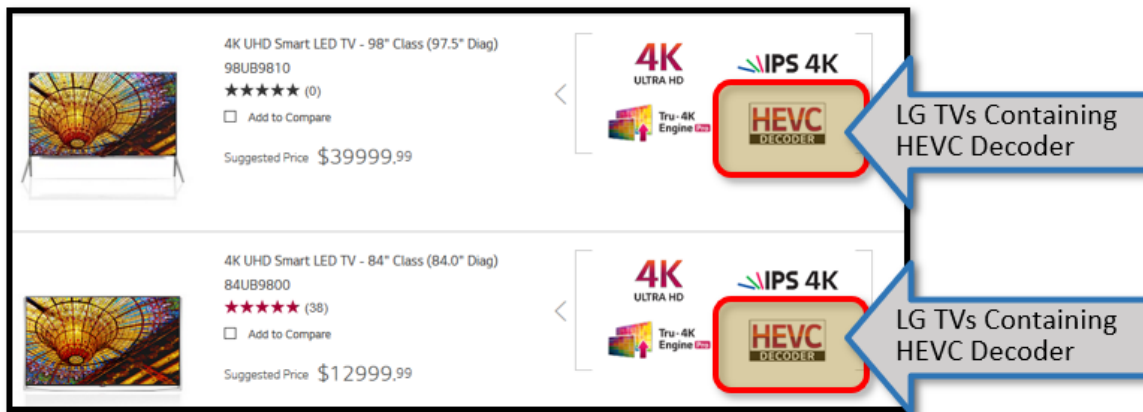 4K UHD Smart LED TV - 98" Class (97.5" Diag)
98UB9810
★★★★★ (0)
Add to Compare
Suggested Price $39999.99
4K
ULTRA HD
IPS 4K
Tru-4K
Engine Pro
HEVC
DECODER
LG TVs Containing
HEVC Decoder
4K UHD Smart LED TV - 84" Class (84.0" Diag)
84UB9800
★★★★★ (38)
Add to Compare
Suggested Price $12999.99
4K
ULTRA HD
IPS 4K
Tru-4K
Engine Pro
HEVC
DECODER
LG TVs Containing
HEVC Decoder